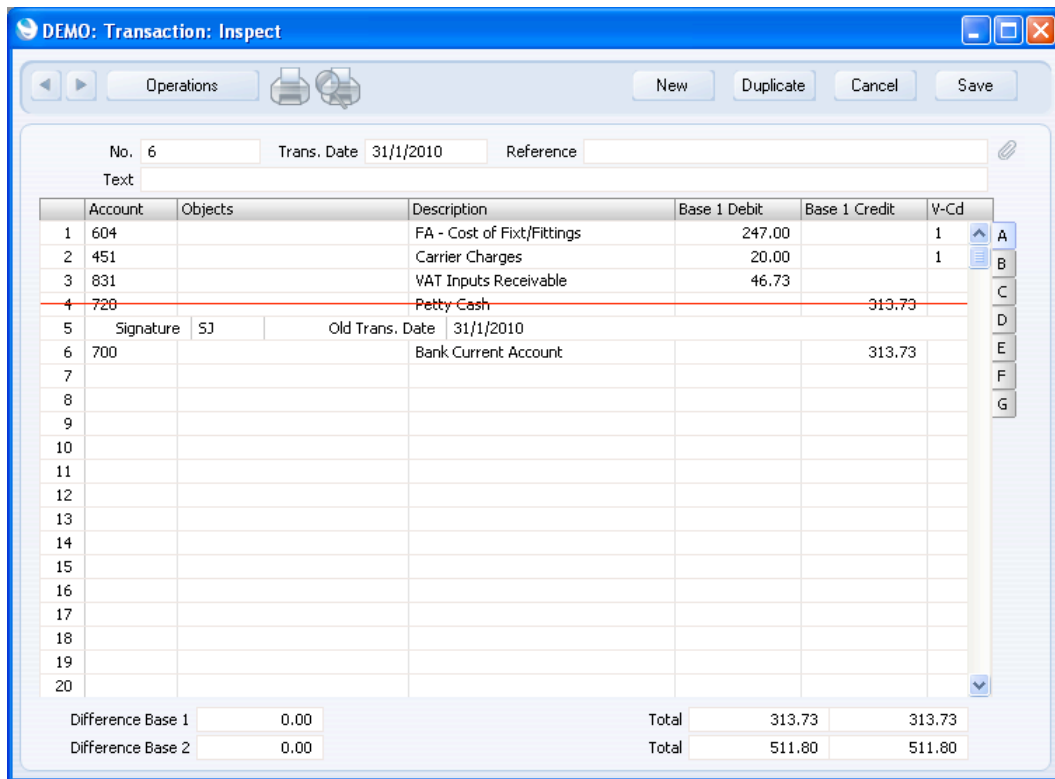 DEMO: Transaction: Inspect
Operations New Duplicate Cancel Save
No. 6 Trans. Date 31/1/2010 Reference
Text
Account Objects Description Base 1 Debit Base 1 Credit V-Cd
1 604 FA - Cost of Fixt/Fittings 247.00 1 A
2 451 Carrier Charges 20.00 1 B
3 831 VAT Inputs Receivable 46.73 C
4 720 Petty Cash 313.73
5 Signature SJ Old Trans. Date 31/1/2010 D
6 700 Bank Current Account 313.73 E
7 F
8 G
9
10
11
12
13
14
15
16
17
18
19
20
Difference Base 1 0.00 Total 313.73 313.73
Difference Base 2 0.00 Total 511.80 511.80